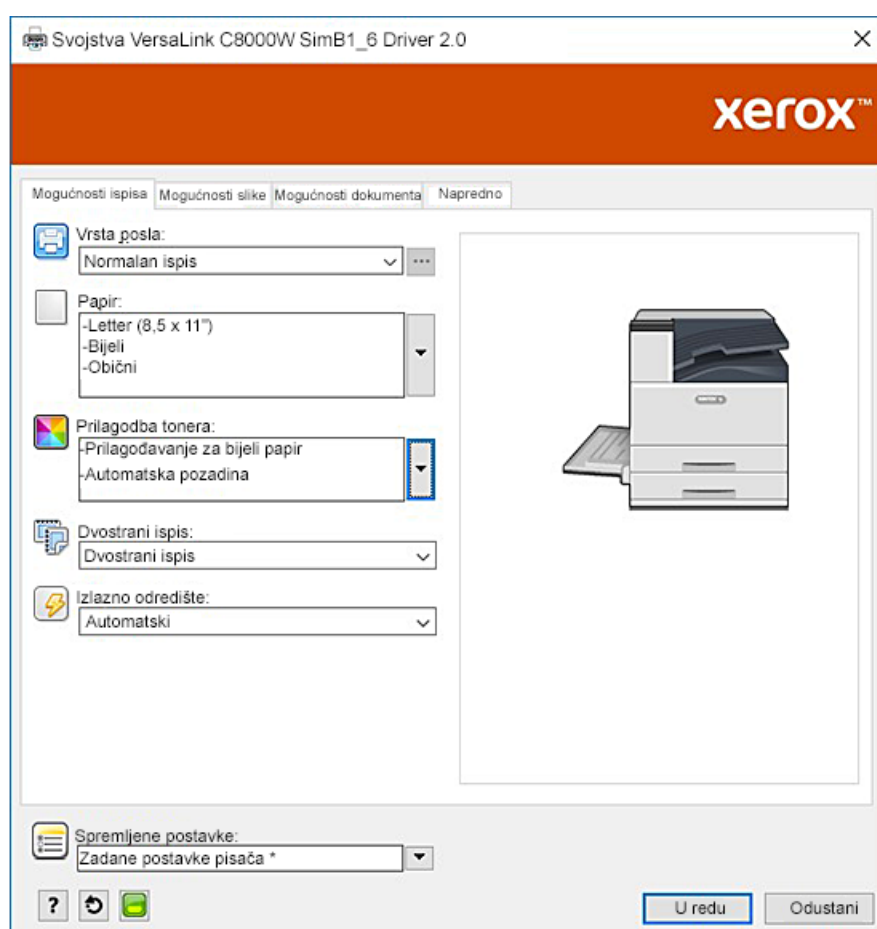 Svojstva VersaLink C8000W SimB1_6 Driver 2.0
xerox™
Mogućnosti ispisa Mogućnosti slike Mogućnosti dokumenta Napredno
Vrsta posla:
Normalan ispis
Papir:
-Letter (8,5 x 11")
-Bijeli
-Obični
Prilagodba tonera:
-Prilagođavanje za bijeli papir
-Automatska pozadina
Dvostrani ispis:
Dvostrani ispis
Izlazno odredište:
Automatski
Spremljene postavke:
Zadane postavke pisača *
?
U redu Odustani